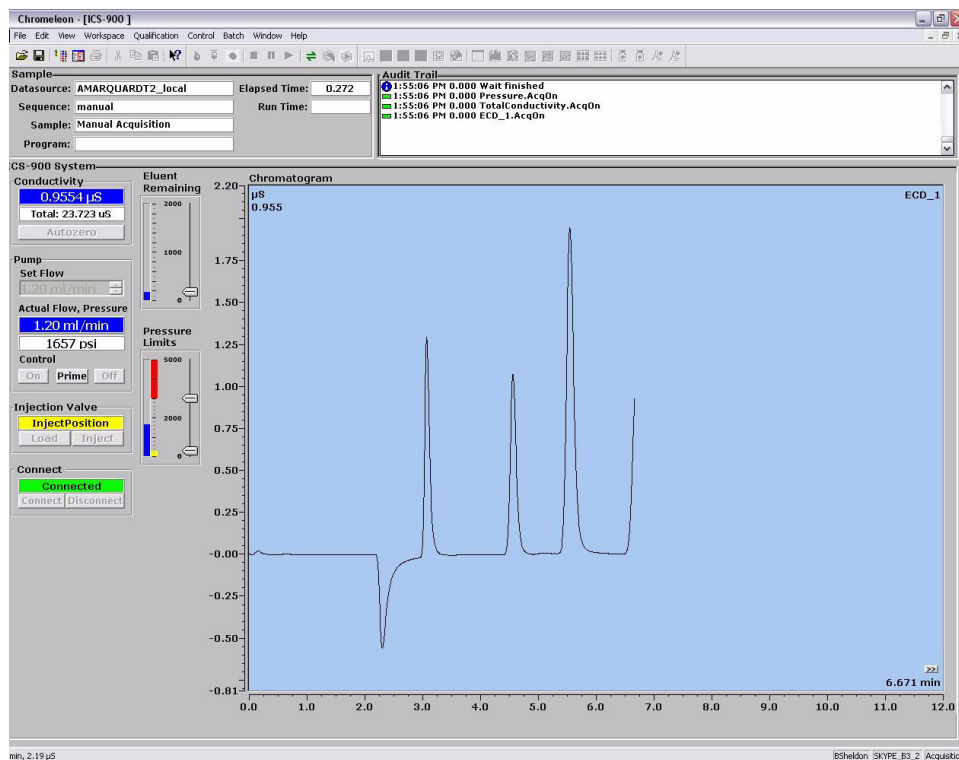 Chromeleon - [ICS-900 ]
File Edit View Workspace Qualification Control Batch Window Help
Sample
Datasource: AMARQUARDT2_local
Elapsed Time: 0.272
Sequence: manual
Run Time:
Sample: Manual Acquisition
Program:
Audit Trail
1:55:06 PM 0.000 Wait finished
1:55:06 PM 0.000 Pressure.AcqOn
1:55:06 PM 0.000 TotalConductivity.AcqOn
1:55:06 PM 0.000 ECD_1.AcqOn
ICS-900 System
Conductivity
0.9554 µS
Total: 23.723 uS
Autozero
Pump
Set Flow
1.20 ml/min
Actual Flow, Pressure
1.20 ml/min
1657 psi
Control
On Prime Off
Injection Valve
InjectPosition
Load Inject
Connect
Connected
Connect Disconnect
Eluent
Remaining
2000
1000
0
Pressure
Limits
5000
2000
0
Chromatogram
µS
0.955
ECD_1
2.20
1.75
1.50
1.25
1.00
0.75
0.50
0.25
-0.00
-0.25
-0.50
-0.81
>>
6.671 min
0.0 1.0 2.0 3.0 4.0 5.0 6.0 7.0 8.0 9.0 10.0 11.0 12.0
min, 2.19 µS
BSheldon SKYPE_B3_2 Acquisitio